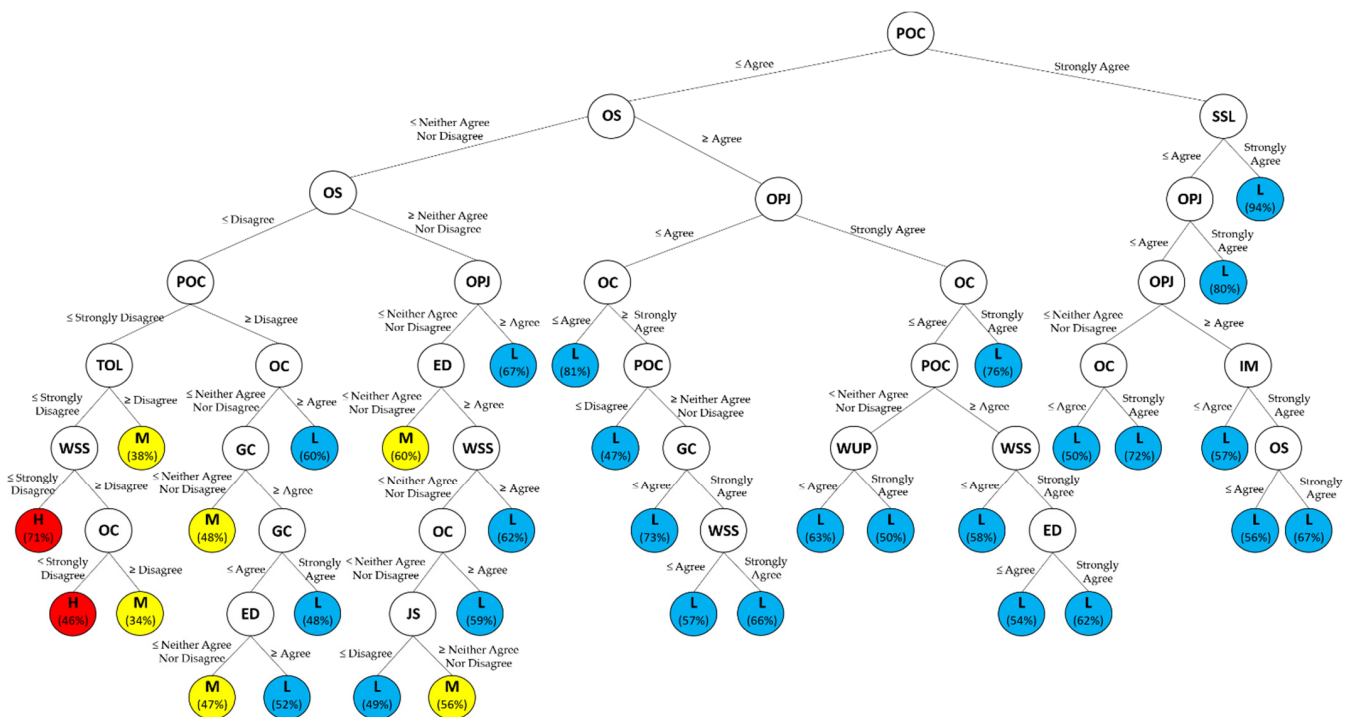 POC
≤ Agree
Strongly Agree
OS
SSL
≤ Neither Agree
Nor Disagree
≥ Agree
≤ Agree
Strongly
Agree
OS
OPJ
OPJ
L
(94%)
≤ Disagree
≥ Neither Agree
Nor Disagree
≤ Agree
Strongly Agree
≤ Agree
Strongly
Agree
POC
OPJ
OC
OC
OPJ
L
(80%)
≤ Strongly Disagree
≥ Disagree
≤ Neither Agree
Nor Disagree
≥ Agree
≤ Agree
≥ Strongly
Agree
≤ Agree
Strongly
Agree
≤ Neither Agree
Nor Disagree
≥ Agree
TOL
OC
ED
L
(67%)
L
(81%)
POC
POC
L
(76%)
OC
IM
≤ Strongly
Disagree
≥ Disagree
≤ Neither Agree
Nor Disagree
≥ Agree
≤ Neither Agree
Nor Disagree
≥ Agree
≤ Disagree
≥ Neither Agree
Nor Disagree
≤ Neither Agree
Nor Disagree
≥ Agree
≤ Agree
Strongly
Agree
≤ Agree
Strongly
Agree
WSS
M
(38%)
GC
L
(60%)
M
(60%)
WSS
L
(47%)
GC
WUP
WSS
L
(50%)
L
(72%)
L
(57%)
OS
≤ Strongly
Disagree
≥ Disagree
≤ Neither Agree
Nor Disagree
≥ Agree
≤ Neither Agree
Nor Disagree
≥ Agree
≤ Agree
Strongly
Agree
≤ Agree
Strongly
Agree
≤ Agree
Strongly
Agree
≤ Agree
Strongly
Agree
H
(71%)
OC
M
(48%)
GC
OC
L
(62%)
L
(73%)
WSS
L
(63%)
L
(50%)
L
(58%)
ED
L
(56%)
L
(67%)
≤ Strongly
Disagree
≥ Disagree
≤ Agree
Strongly
Agree
≤ Neither Agree
Nor Disagree
≥ Agree
≤ Agree
Strongly
Agree
≤ Agree
Strongly
Agree
H
(46%)
M
(34%)
ED
L
(48%)
JS
L
(59%)
L
(57%)
L
(66%)
L
(54%)
L
(62%)
≤ Neither Agree
Nor Disagree
≥ Agree
≤ Disagree
≥ Neither Agree
Nor Disagree
M
(47%)
L
(52%)
L
(49%)
M
(56%)